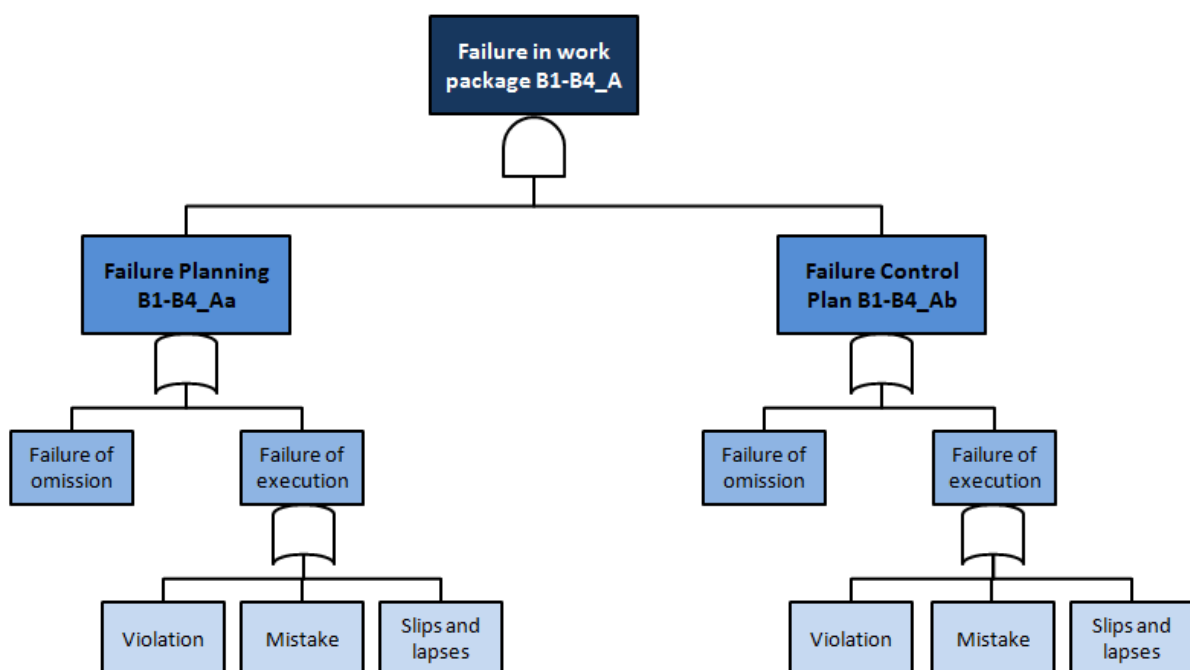 Failure in work
package B1-B4_A
Failure Planning
B1-B4_Aa
Failure Control
Plan B1-B4_Ab
Failure of
omission
Failure of
execution
Failure of
omission
Failure of
execution
Violation
Mistake
Slips and
lapses
Violation
Mistake
Slips and
lapses